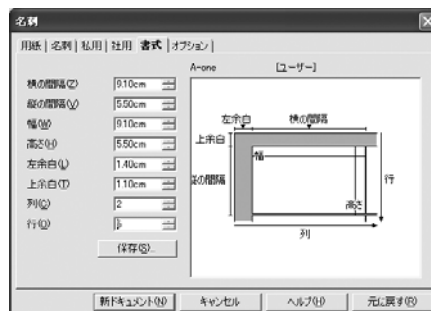 名刺
用紙 名刺 私用 社用 書式 オプション
A-one [ユーザー]
横の間隔(Z) 9.10cm
縦の間隔(V) 5.50cm
幅(W) 9.10cm
高さ(H) 5.50cm
左余白(L) 1.40cm
上余白(T) 1.10cm
列(C) 2
行(O)
保存(S)...
左余白 横の間隔
上余白
幅
縦の間隔
行
高さ
列
新ドキュメント(N) キャンセル ヘルプ(H) 元に戻す(R)